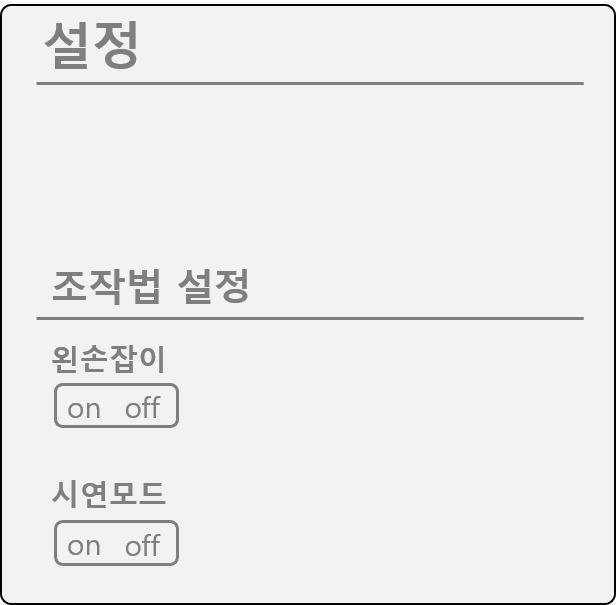 설정
조작법 설정
왼손잡이
on off
시연모드
on off